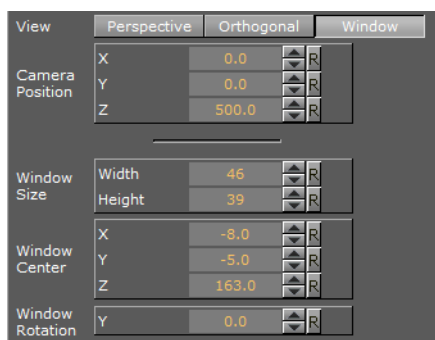 View Perspective Orthogonal Window
X 0.0 R
Camera Position Y 0.0 R
Z 500.0 R
Window Size Width 46 R
Height 39 R
X -8.0 R
Window Center Y -5.0 R
Z 163.0 R
Window Rotation Y 0.0 R